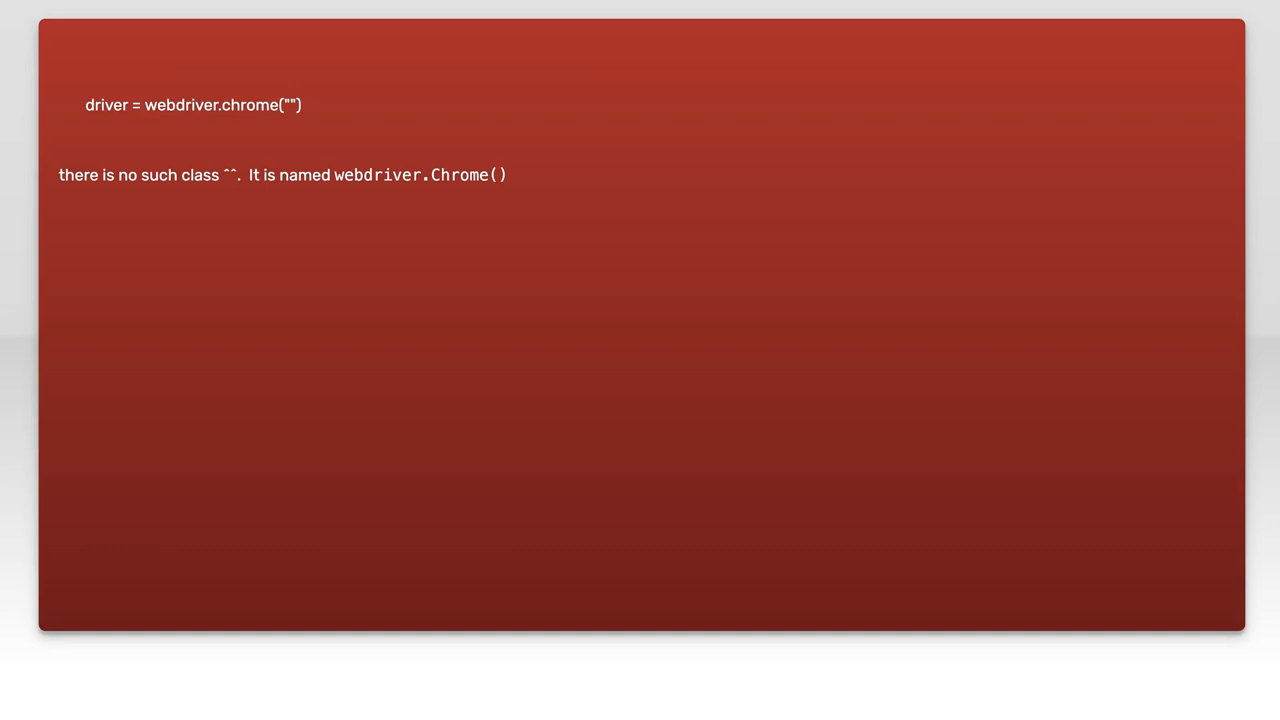 driver = webdriver.chrome("")
there is no such class ^^.  It is named webdriver.Chrome()